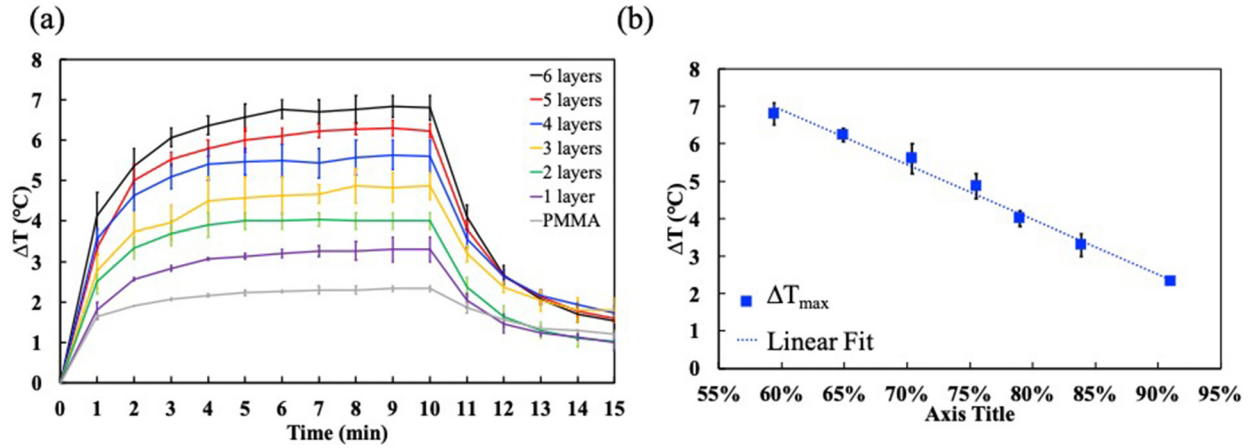 (a)
8
7
6
5
4
3
2
1
0
ΔT (°C)
6 layers
5 layers
4 layers
3 layers
2 layers
1 layer
PMMA
0 1 2 3 4 5 6 7 8 9 10 11 12 13 14 15
Time (min)
(b)
8
7
6
5
4
3
2
1
0
ΔT (°C)
ΔTmax
Linear Fit
55% 60% 65% 70% 75% 80% 85% 90% 95%
Axis Title